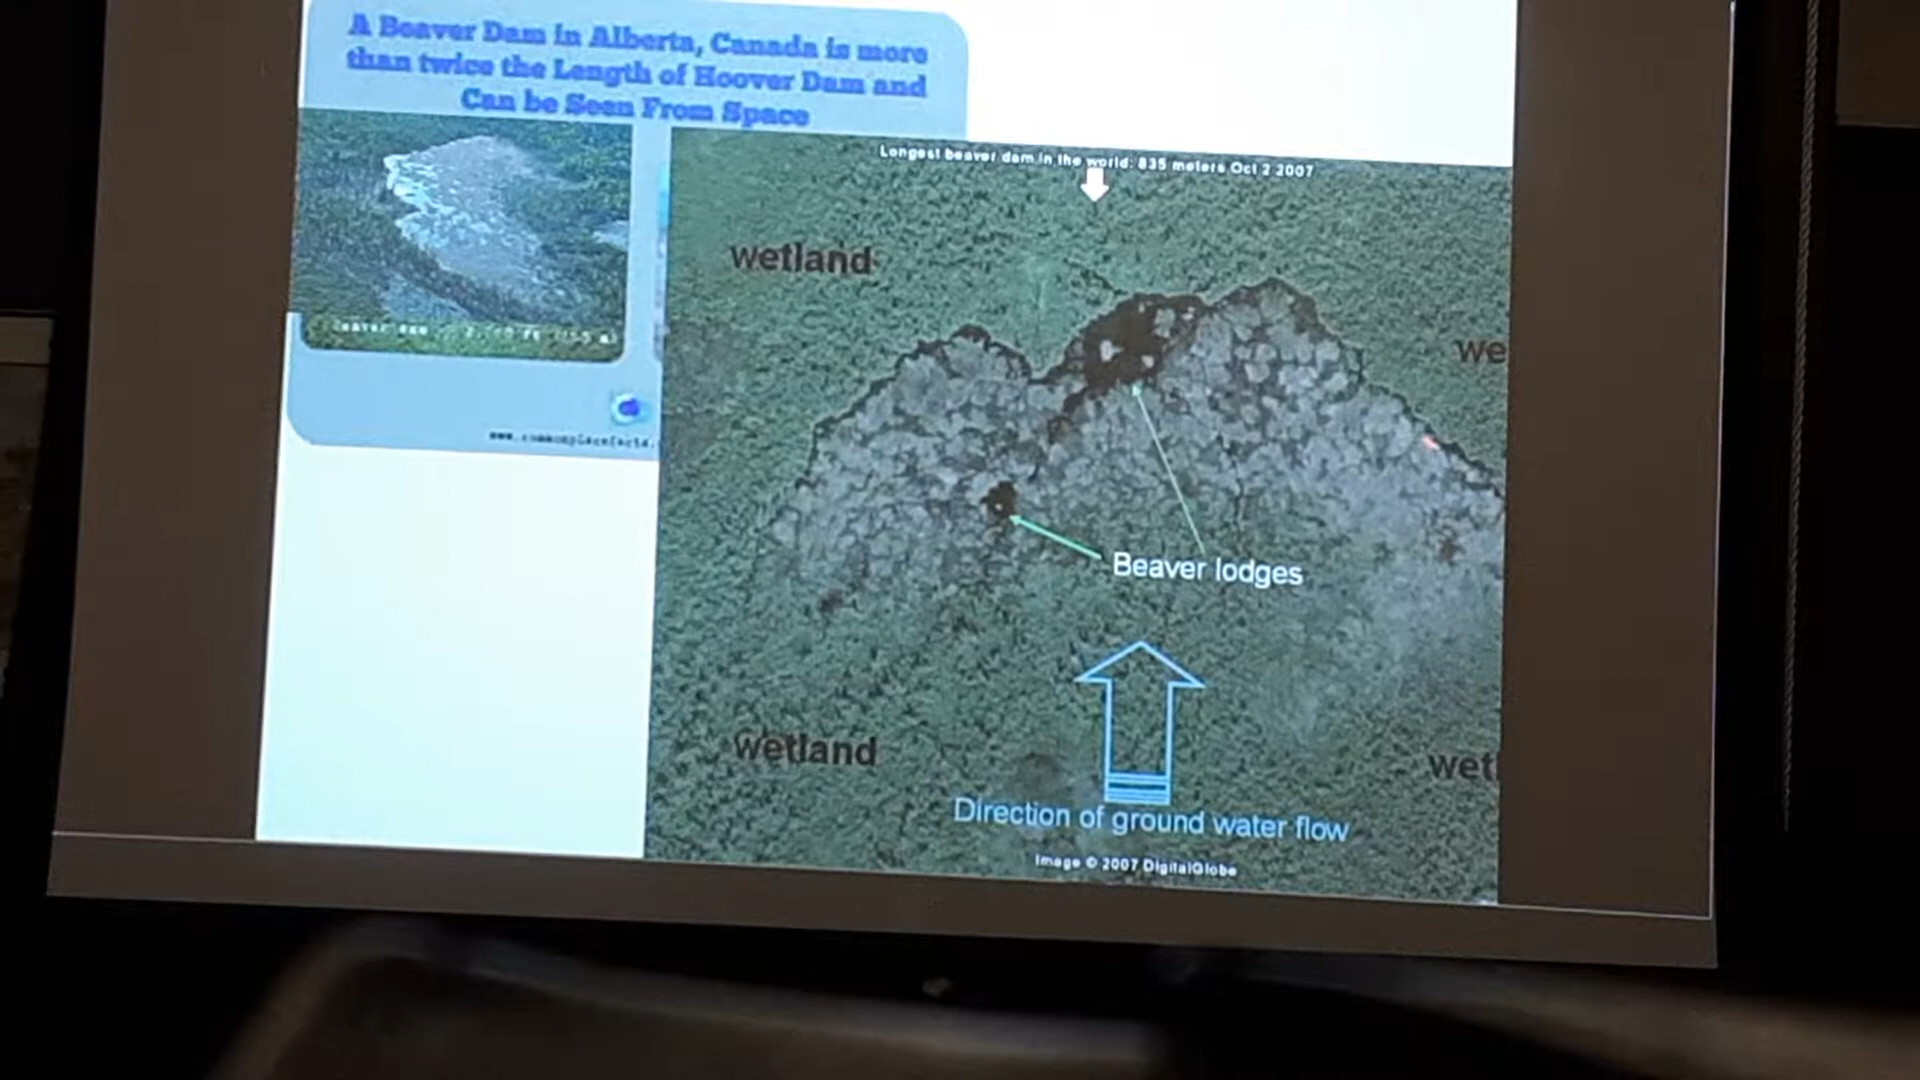 A Beaver Dam in Alberta, Canada is more
than twice the Length of Hoover Dam and
Can be Seen From Space
Longest beaver dam in the world: 835 meters Oct 2 2007
wetland
we
Beaver lodges
wetland
wetl
Direction of ground water flow
Image © 2007 DigitalGlobe